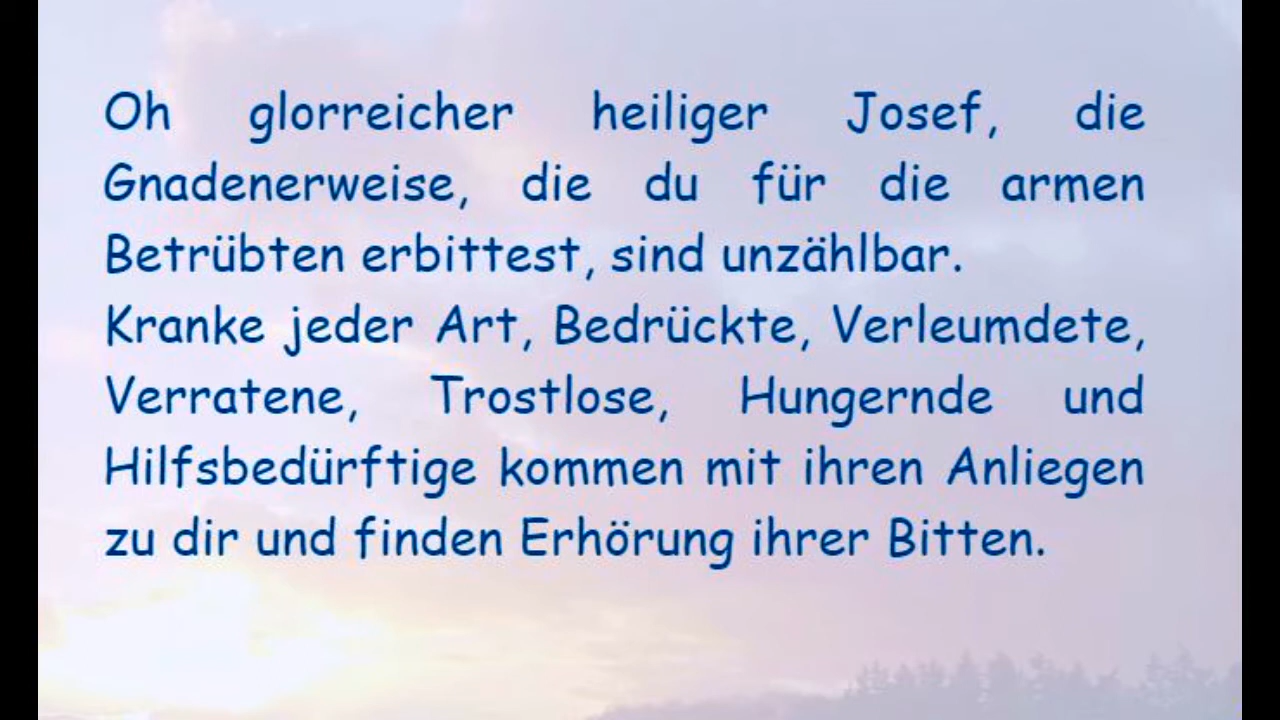 Oh glorreicher heiliger Josef, die
Gnadenerweise, die du für die armen
Betrübten erbittest, sind unzählbar.
Kranke jeder Art, Bedrückte, Verleumdete,
Verratene, Trostlose, Hungernde und
Hilfsbedürftige kommen mit ihren Anliegen
zu dir und finden Erhörung ihrer Bitten.